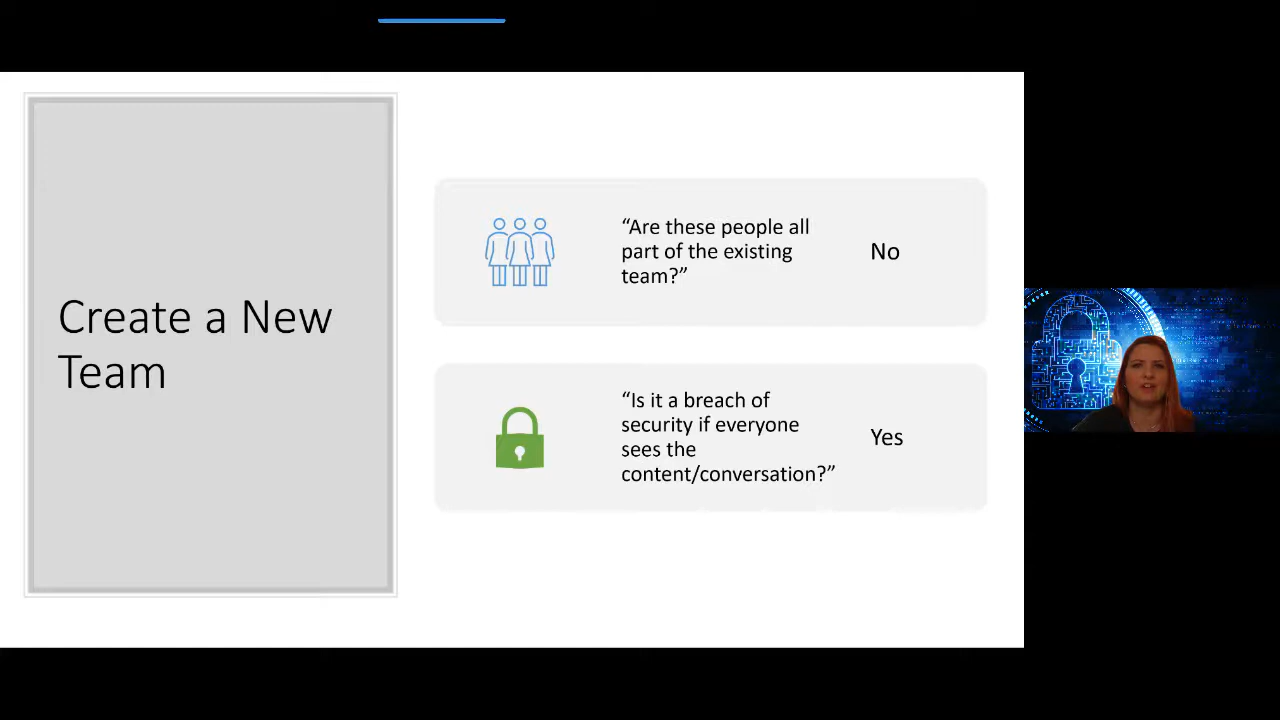 Create a New
Team
“Are these people all
part of the existing
team?”
No
“Is it a breach of
security if everyone
sees the
content/conversation?”
Yes